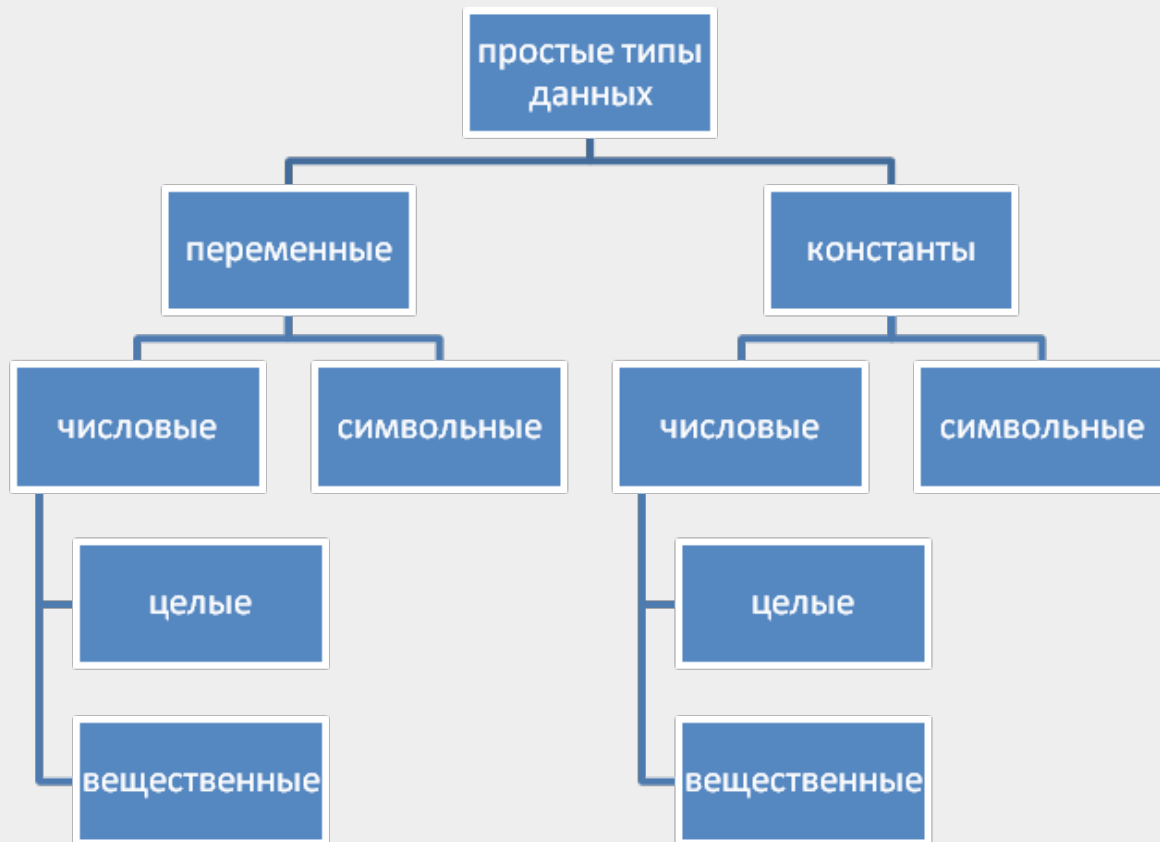 простые типы
данных
переменные
константы
числовые
символьные
числовые
символьные
целые
целые
вещественные
вещественные